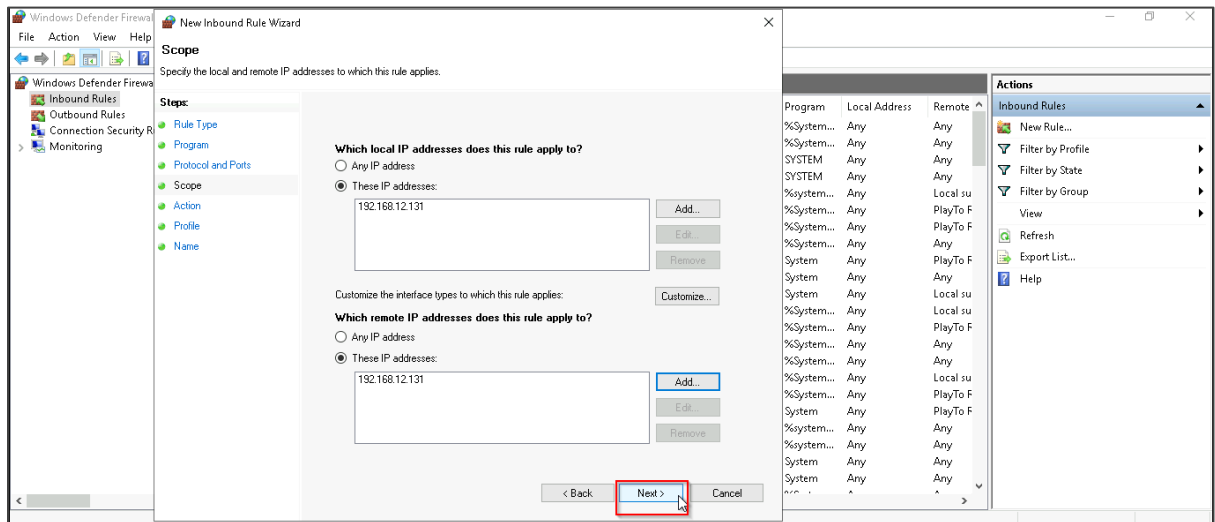 Windows Defender Firewal
File Action View Help
Windows Defender Firewa
Inbound Rules
Outbound Rules
Connection Security R
Monitoring
New Inbound Rule Wizard
Scope
Specify the local and remote IP addresses to which this rule applies.
Steps:
Rule Type
Program
Protocol and Ports
Scope
Action
Profile
Name
Which local IP addresses does this rule apply to?
Any IP address
These IP addresses:
192.168.12.131
Add...
Edit...
Remove
Customize the interface types to which this rule applies:
Customize...
Which remote IP addresses does this rule apply to?
Any IP address
These IP addresses:
192.168.12.131
Add...
Edit...
Remove
< Back Next > Cancel
Program Local Address Remote
%System... Any Any
%System... Any Any
SYSTEM Any Any
SYSTEM Any Any
%system... Any Local su
%System... Any PlayTo R
%System... Any PlayTo R
%System... Any Any
System Any PlayTo R
System Any Any
System Any Local su
%System... Any Local su
%System... Any PlayTo R
%System... Any Any
%System... Any Any
%System... Any Local su
%System... Any PlayTo R
System Any PlayTo R
%system... Any Any
%system... Any Any
System Any Any
System Any Any
Actions
Inbound Rules
New Rule...
Filter by Profile
Filter by State
Filter by Group
View
Refresh
Export List...
Help